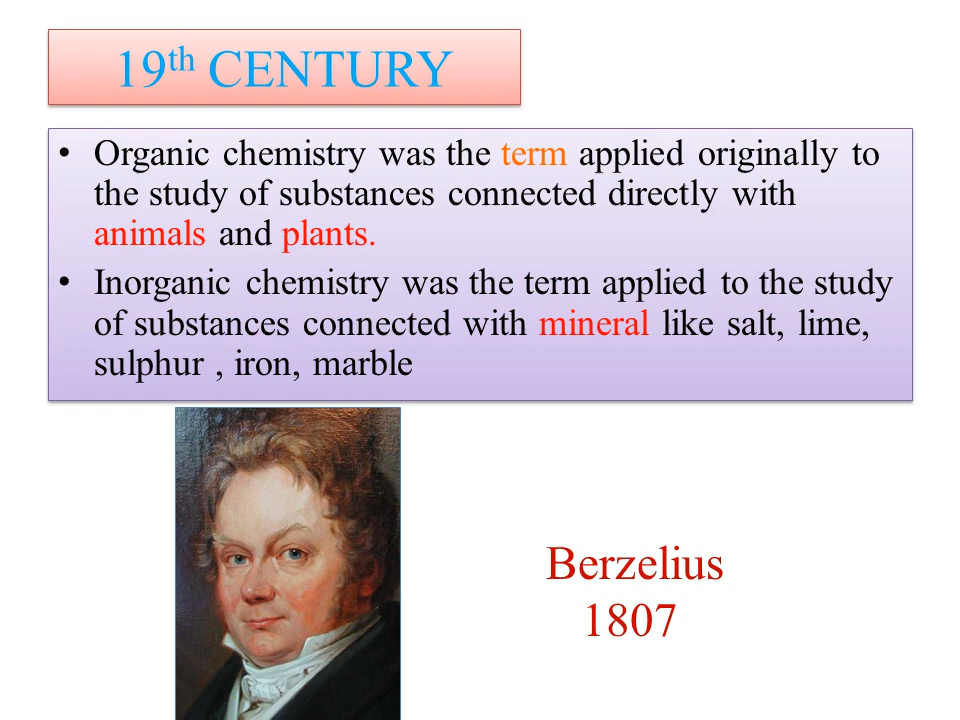 19th CENTURY
• Organic chemistry was the term applied originally to
the study of substances connected directly with
animals and plants.
• Inorganic chemistry was the term applied to the study
of substances connected with mineral like salt, lime,
sulphur , iron, marble
Berzelius
1807